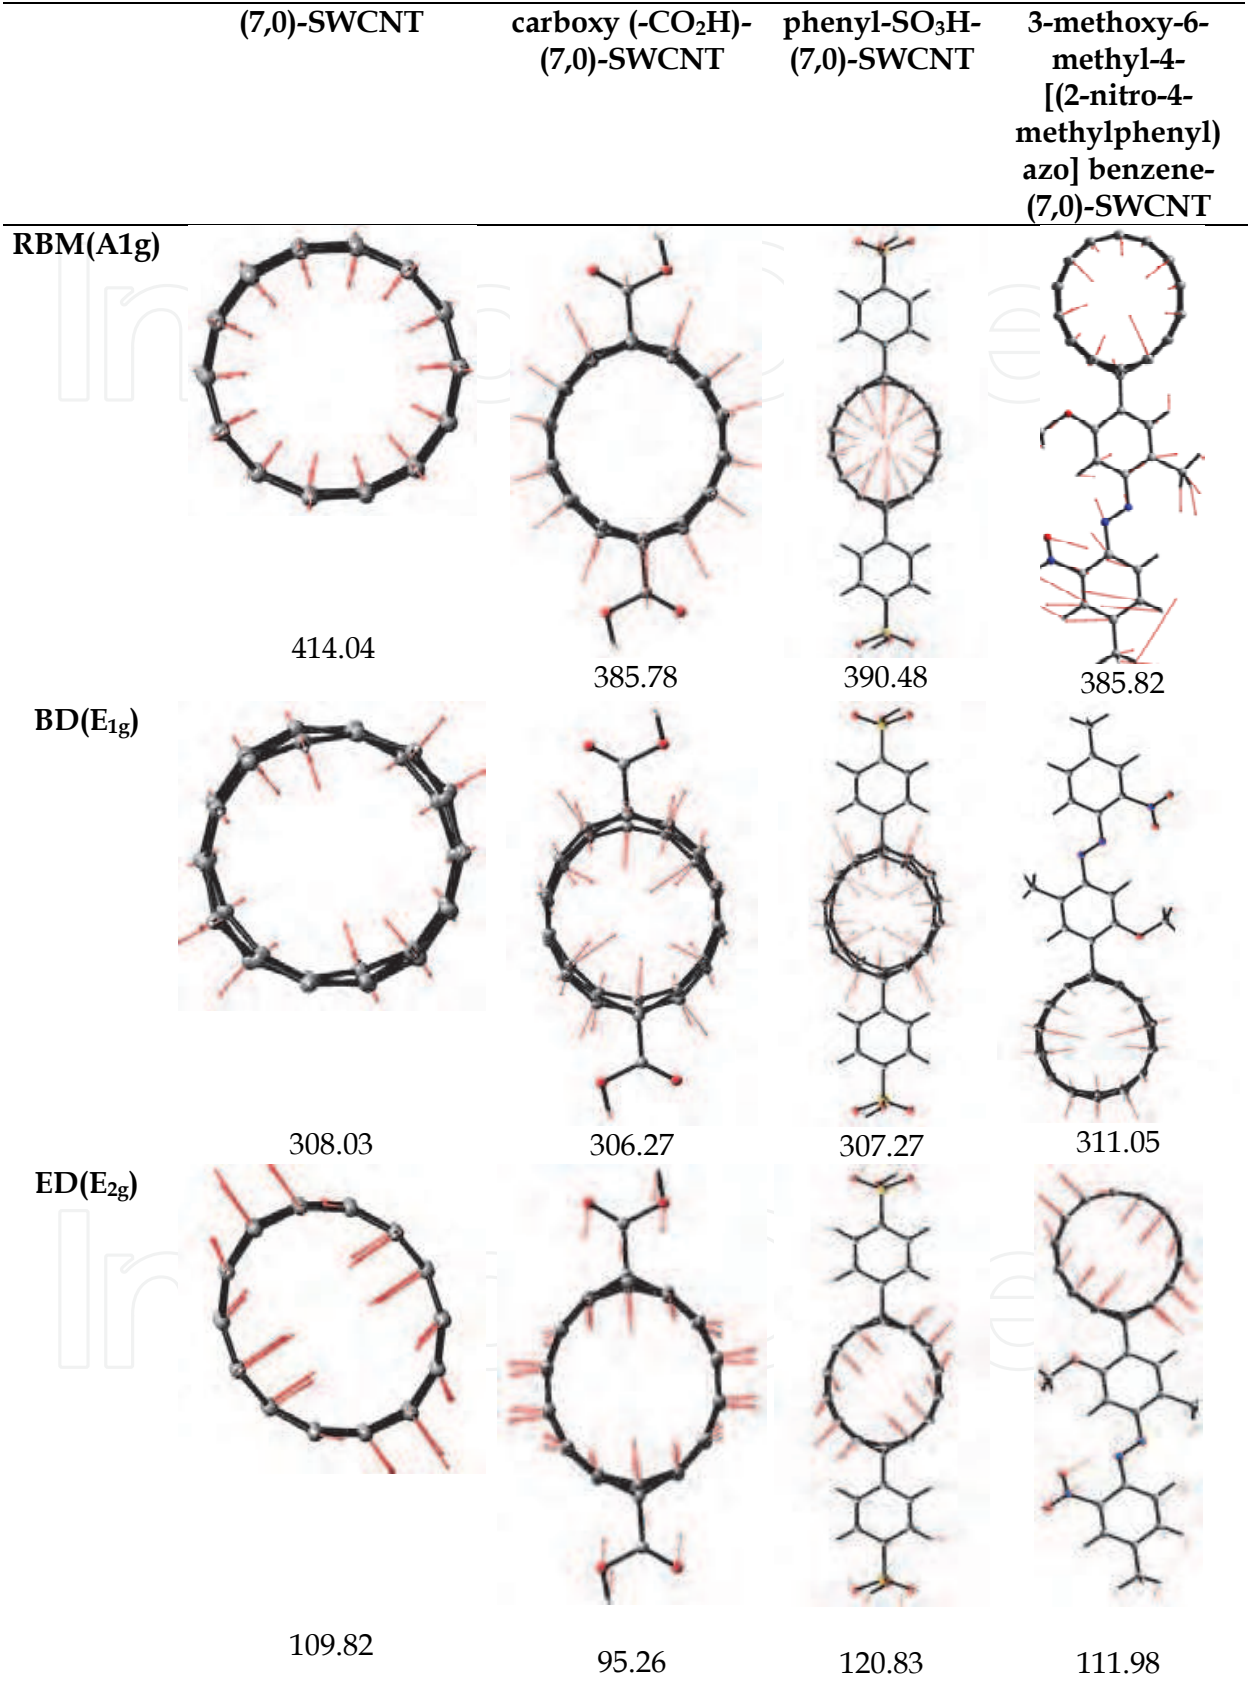 (7,0)-SWCNT
carboxy (-CO₂H)-
(7,0)-SWCNT
phenyl-SO₃H-
(7,0)-SWCNT
3-methoxy-6-
methyl-4-
[(2-nitro-4-
methylphenyl)
azo] benzene-
(7,0)-SWCNT
RBM(A1g)
414.04
385.78
390.48
385.82
BD(E₁g)
308.03
306.27
307.27
311.05
ED(E₂g)
109.82
95.26
120.83
111.98